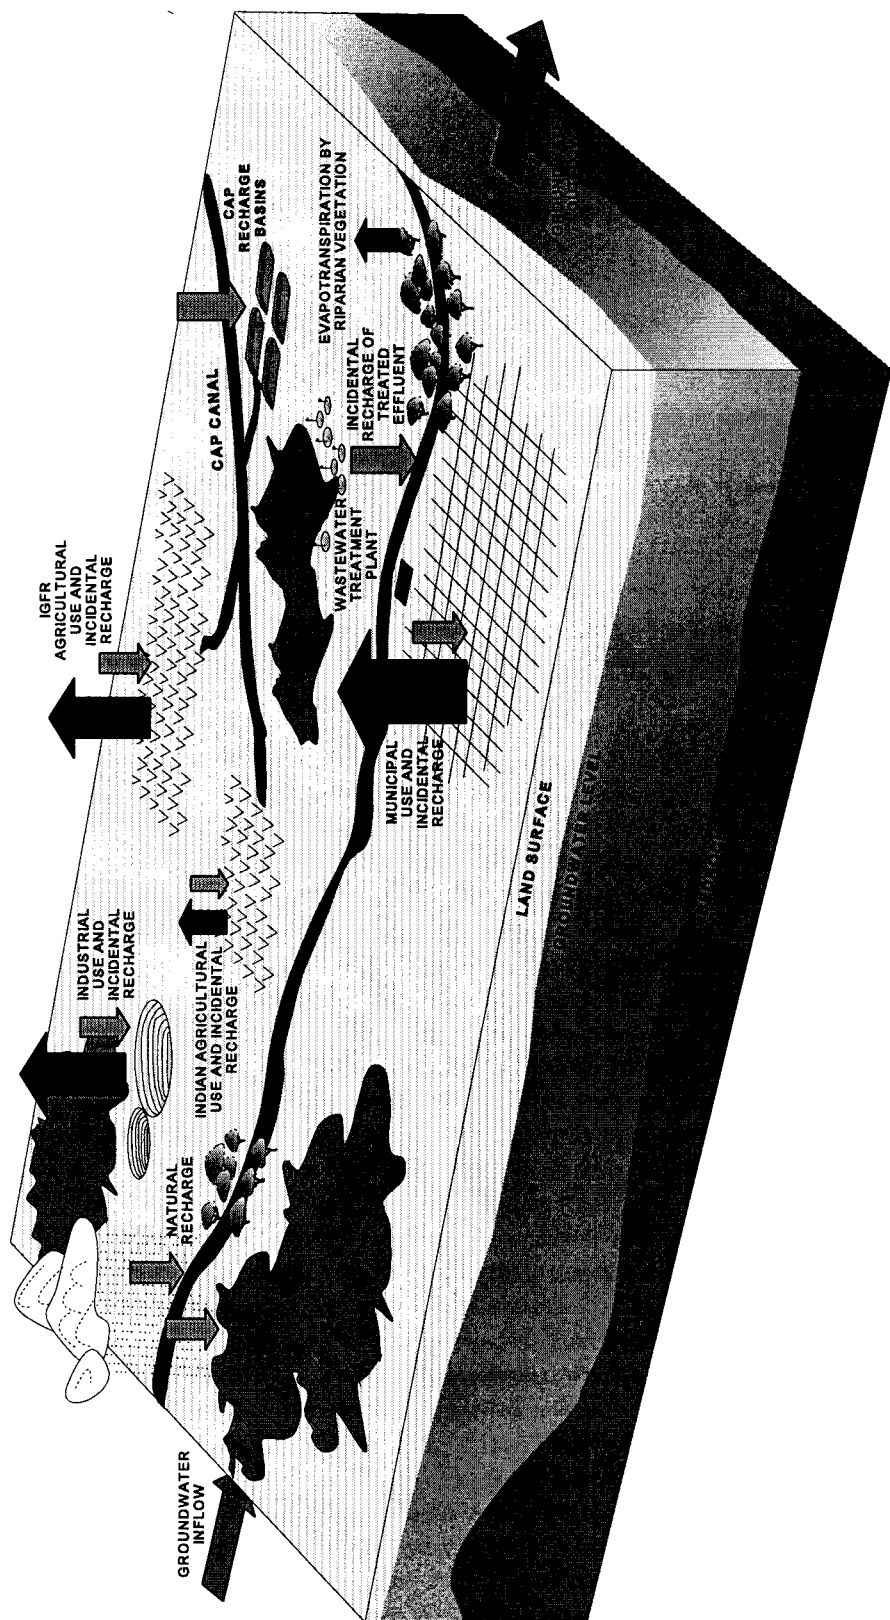 GROUNDWATER
INFLOW
NATURAL
RECHARGE
INDUSTRIAL
USE AND
INCIDENTAL
RECHARGE
INDIAN AGRICULTURAL
USE AND INCIDENTAL
RECHARGE
IGFR
AGRICULTURAL
USE AND
INCIDENTAL
RECHARGE
CAP CANAL
CAP
RECHARGE
BASINS
EVAPOTRANSPIRATION BY
RIPARIAN VEGETATION
INCIDENTAL
RECHARGE OF
TREATED
EFFLUENT
WASTEWATER
TREATMENT
PLANT
MUNICIPAL
USE AND
INCIDENTAL
RECHARGE
LAND SURFACE
GROUNDWATER LEVEL